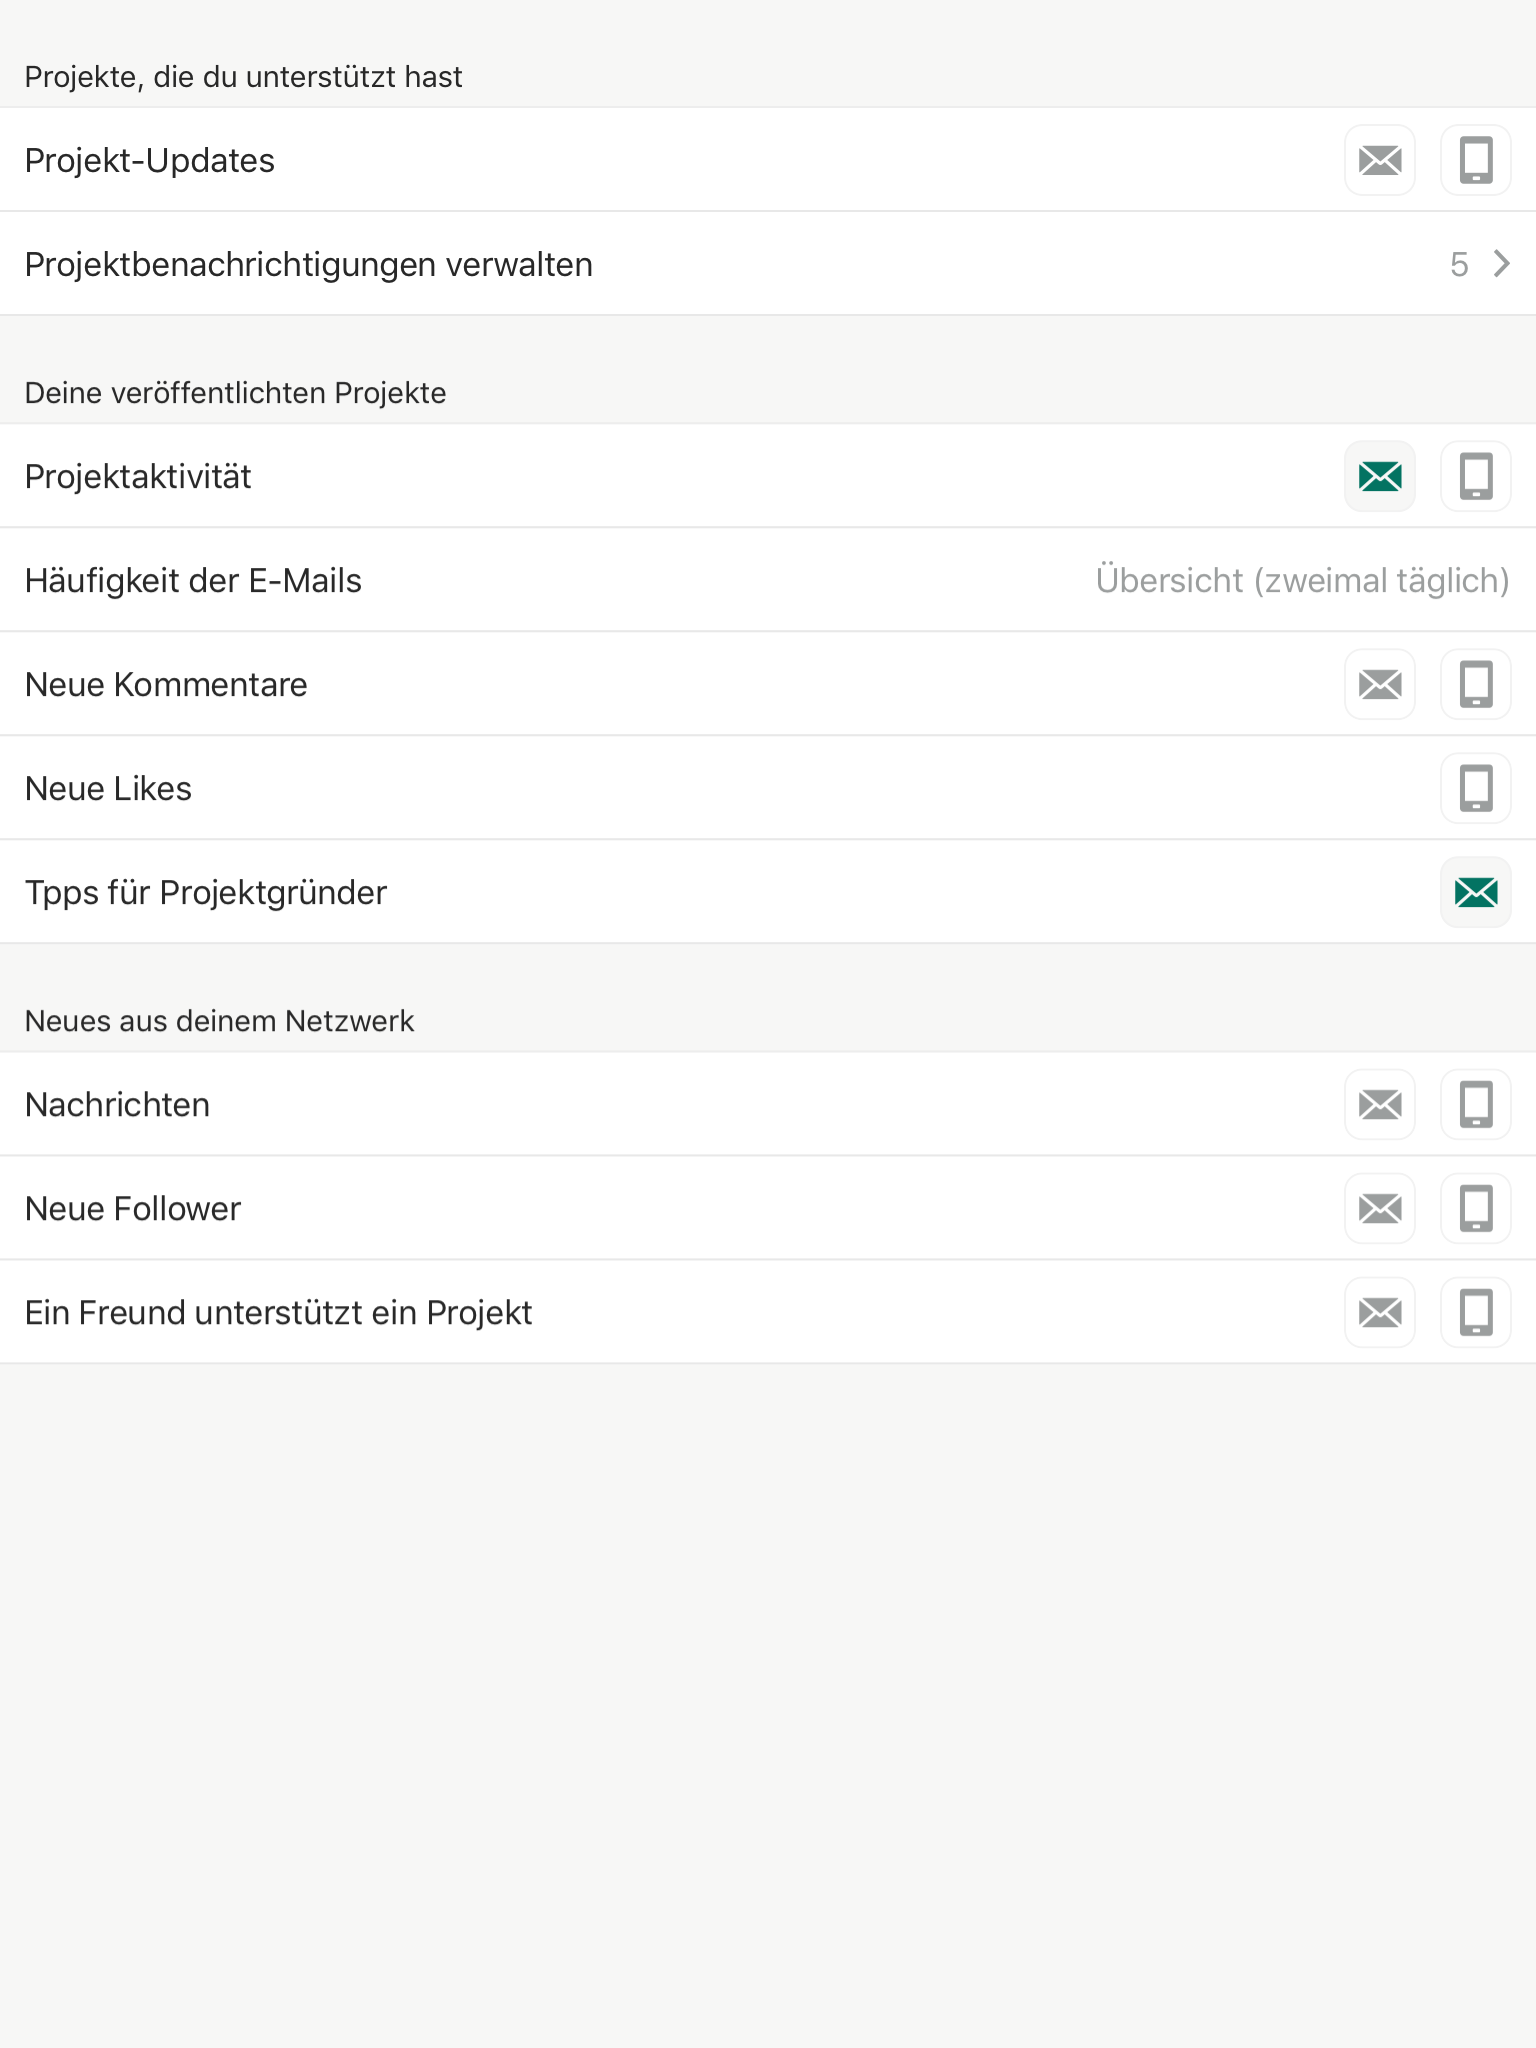 Projekte, die du unterstützt hast
Projekt-Updates
Projektbenachrichtigungen verwalten 5
Deine veröffentlichten Projekte
Projektaktivität
Häufigkeit der E-Mails Übersicht (zweimal täglich)
Neue Kommentare
Neue Likes
Tpps für Projektgründer
Neues aus deinem Netzwerk
Nachrichten
Neue Follower
Ein Freund unterstützt ein Projekt